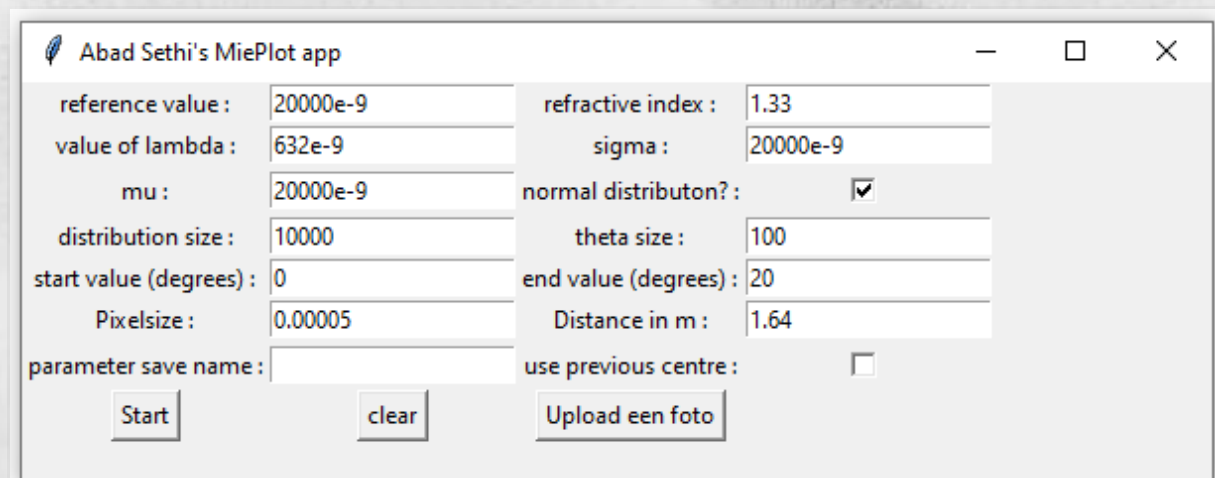 Abad Sethi's MiePlot app
reference value : 20000e-9 refractive index : 1.33
value of lambda : 632e-9 sigma : 20000e-9
mu : 20000e-9 normal distributon? :
distribution size : 10000 theta size : 100
start value (degrees) : 0 end value (degrees) : 20
Pixelsize : 0.00005 Distance in m : 1.64
parameter save name : use previous centre :
Start clear Upload een foto